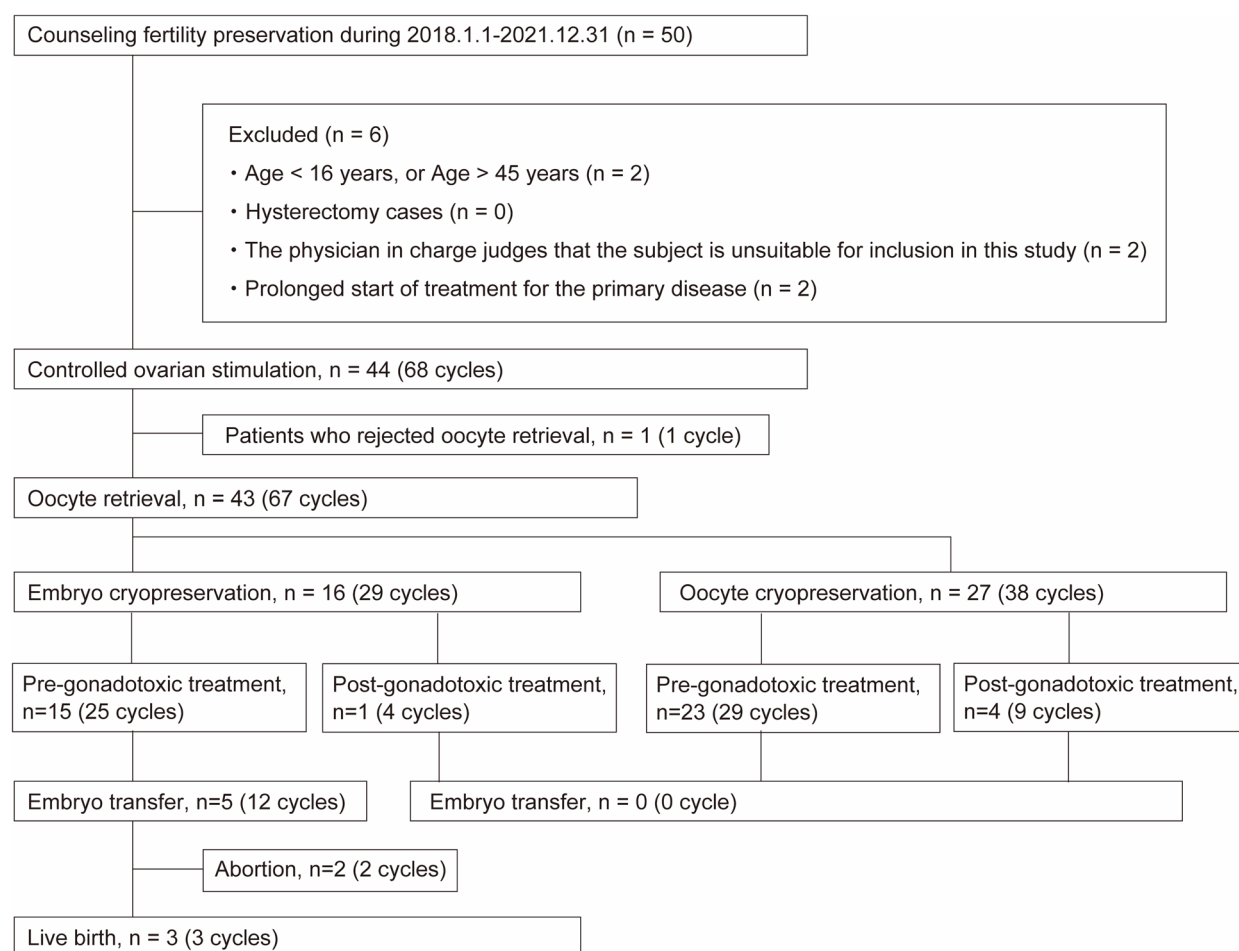 Counseling fertility preservation during 2018.1.1-2021.12.31 (n = 50)
Excluded (n = 6)
・Age < 16 years, or Age > 45 years (n = 2)
・Hysterectomy cases (n = 0)
・The physician in charge judges that the subject is unsuitable for inclusion in this study (n = 2)
・Prolonged start of treatment for the primary disease (n = 2)
Controlled ovarian stimulation, n = 44 (68 cycles)
Patients who rejected oocyte retrieval, n = 1 (1 cycle)
Oocyte retrieval, n = 43 (67 cycles)
Embryo cryopreservation, n = 16 (29 cycles)
Oocyte cryopreservation, n = 27 (38 cycles)
Pre-gonadotoxic treatment,
n=15 (25 cycles)
Post-gonadotoxic treatment,
n=1 (4 cycles)
Pre-gonadotoxic treatment,
n=23 (29 cycles)
Post-gonadotoxic treatment,
n=4 (9 cycles)
Embryo transfer, n=5 (12 cycles)
Embryo transfer, n = 0 (0 cycle)
Abortion, n=2 (2 cycles)
Live birth, n = 3 (3 cycles)